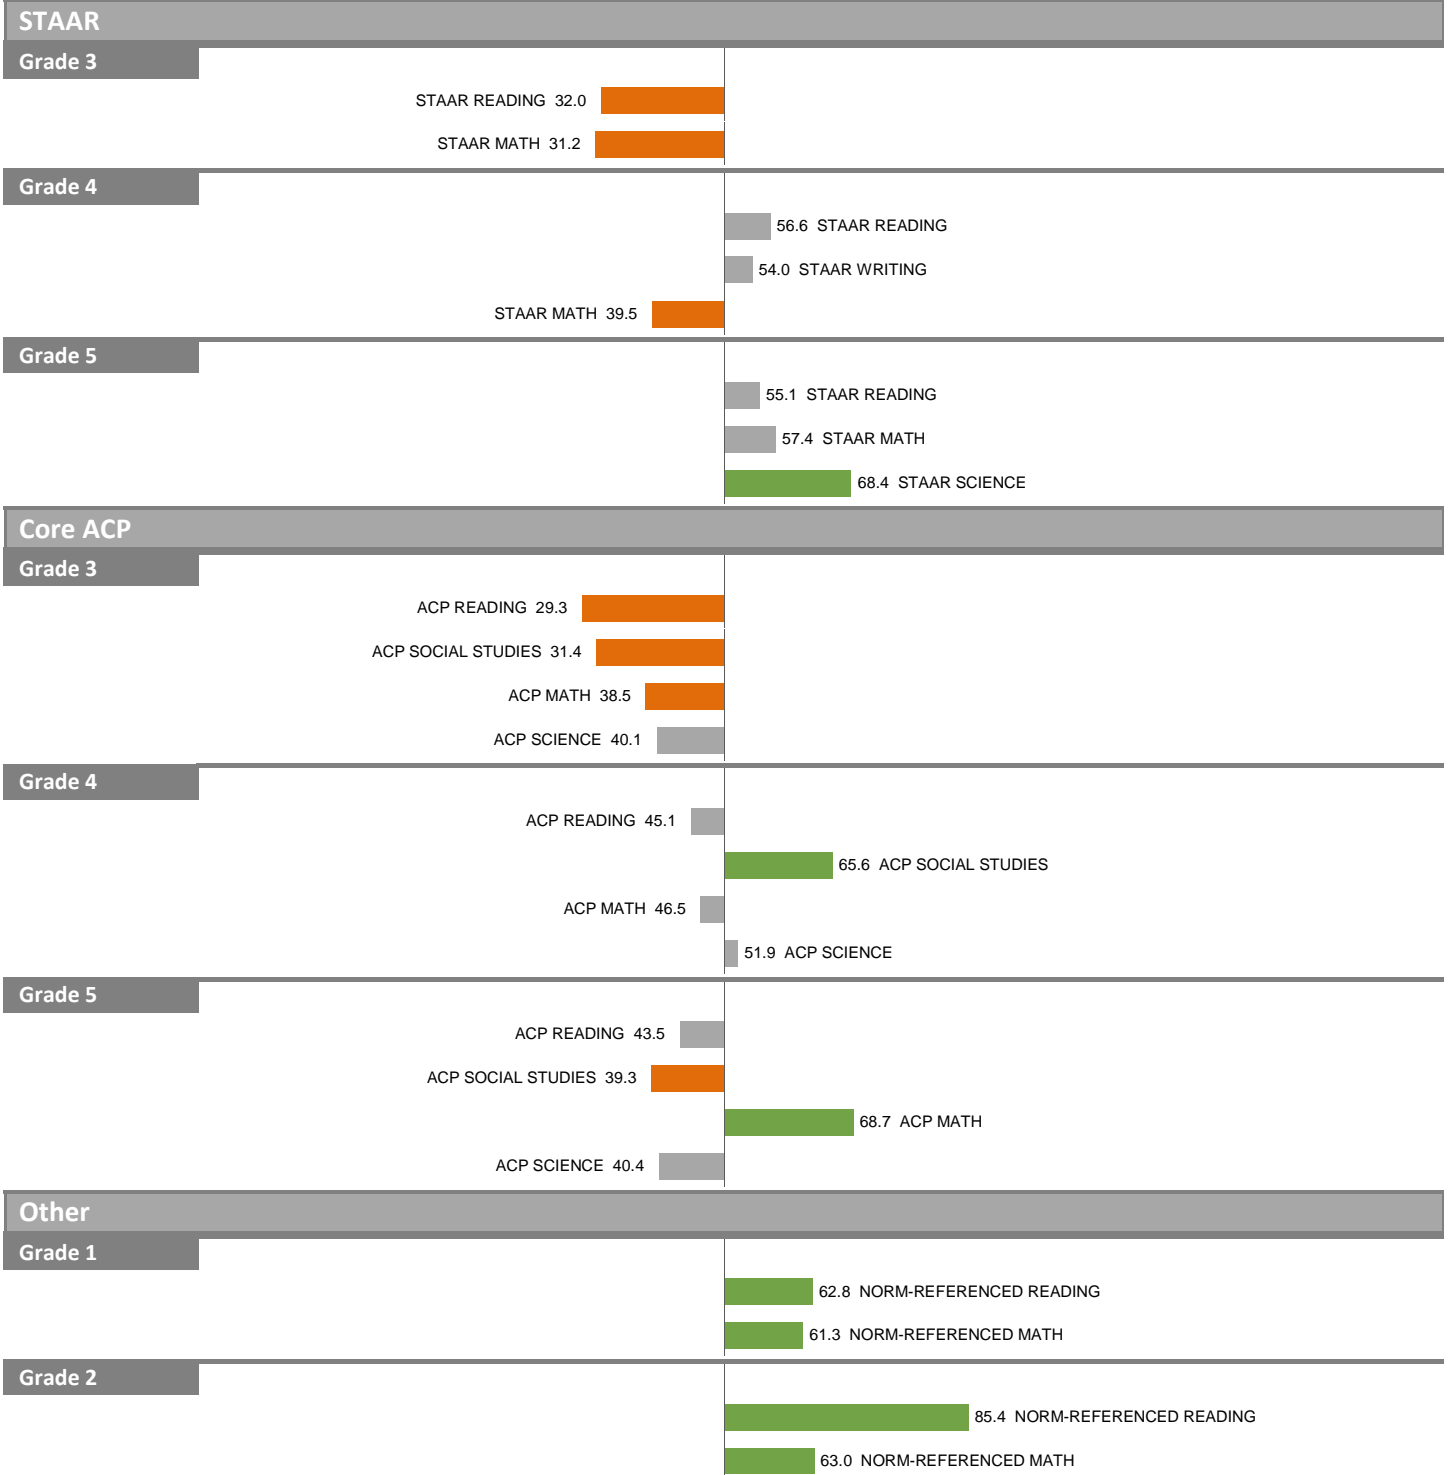 STAAR
Grade 3
STAAR READING 32.0
STAAR MATH 31.2
Grade 4
56.6 STAAR READING
54.0 STAAR WRITING
STAAR MATH 39.5
Grade 5
55.1 STAAR READING
57.4 STAAR MATH
68.4 STAAR SCIENCE
Core ACP
Grade 3
ACP READING 29.3
ACP SOCIAL STUDIES 31.4
ACP MATH 38.5
ACP SCIENCE 40.1
Grade 4
ACP READING 45.1
65.6 ACP SOCIAL STUDIES
ACP MATH 46.5
51.9 ACP SCIENCE
Grade 5
ACP READING 43.5
ACP SOCIAL STUDIES 39.3
68.7 ACP MATH
ACP SCIENCE 40.4
Other
Grade 1
62.8 NORM-REFERENCED READING
61.3 NORM-REFERENCED MATH
Grade 2
85.4 NORM-REFERENCED READING
63.0 NORM-REFERENCED MATH